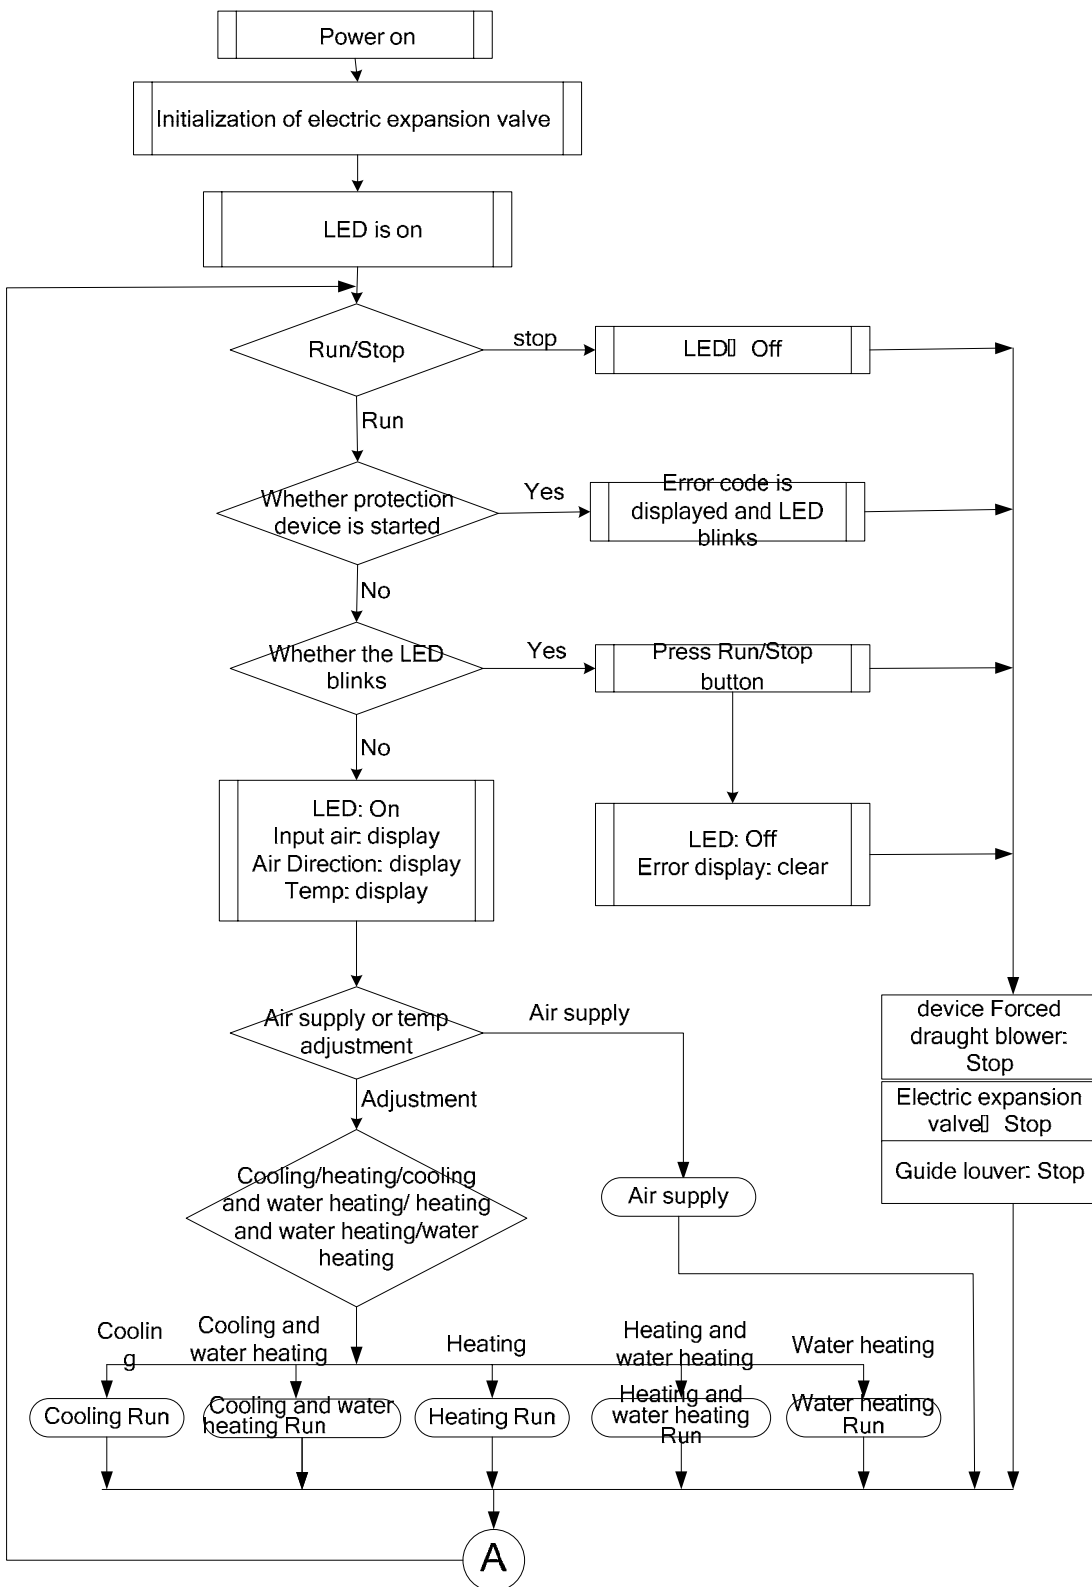 Power on
Initialization of electric expansion valve
LED is on
Run/Stop
stop
LED▯ Off
Run
Whether protection
device is started
Yes
Error code is
displayed and LED
blinks
No
Whether the LED
blinks
Yes
Press Run/Stop
button
No
LED: On
Input air: display
Air Direction: display
Temp: display
LED: Off
Error display: clear
Air supply or temp
adjustment
Air supply
device Forced
draught blower:
Stop
Electric expansion
valve▯ Stop
Guide louver: Stop
Adjustment
Cooling/heating/cooling
and water heating/ heating
and water heating/water
heating
Air supply
Coolin
g
Cooling and
water heating
Heating
Heating and
water heating
Water heating
Cooling Run
Cooling and water
heating Run
Heating Run
Heating and
water heating
Run
Water heating
Run
A